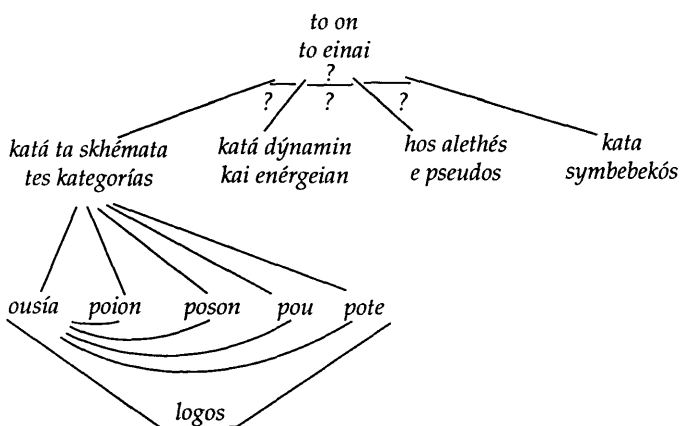 to on
to einai
?
? ? ?
katá ta skhémata
tes kategorías
katá dýnamin
kai enérgeian
hos alethés
e pseudos
kata
symbebekós
ousía poion poson pou pote
logos